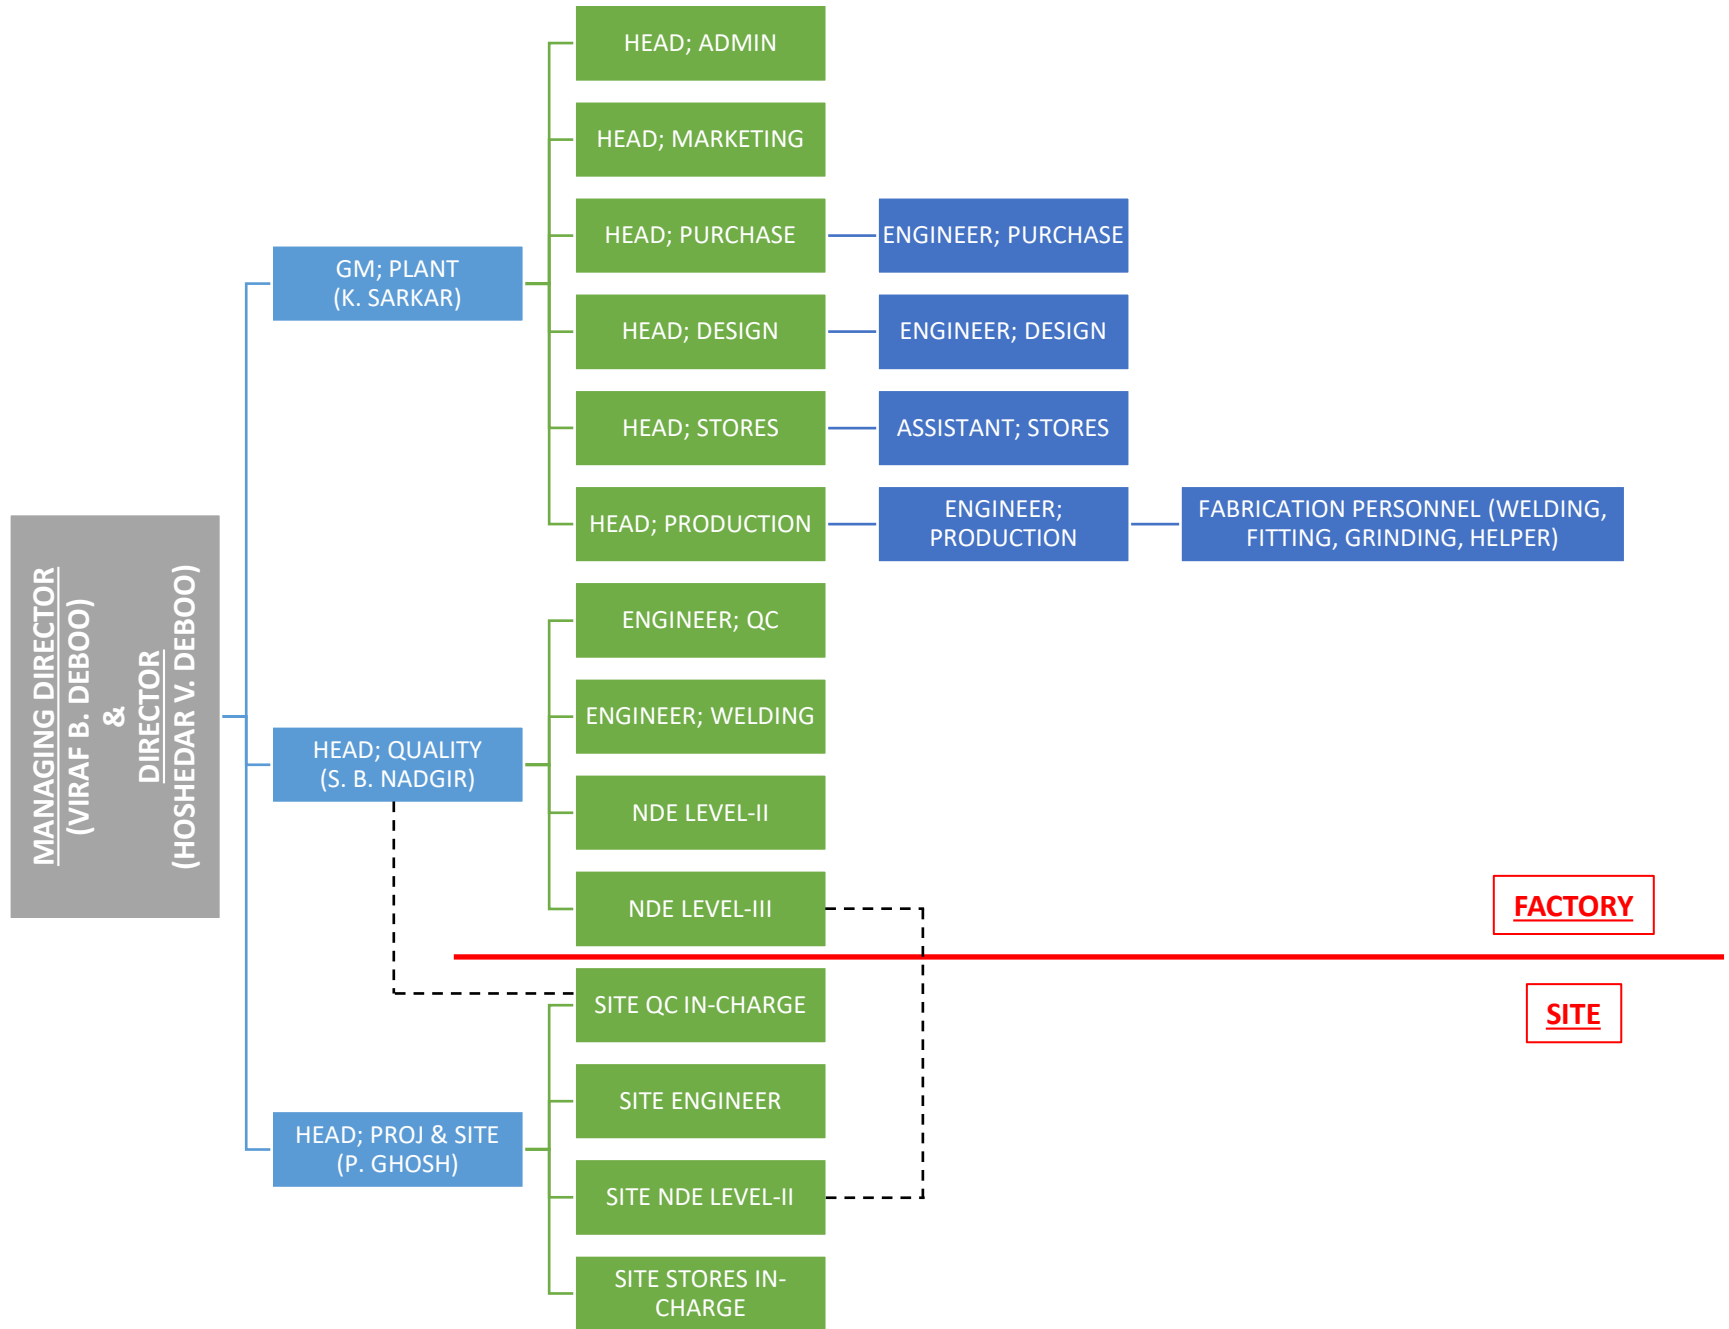 MANAGING DIRECTOR
(VIRAF B. DEBOO)
&
DIRECTOR
(HOSHEDAR V. DEBOO)
GM; PLANT
(K. SARKAR)
HEAD; ADMIN
HEAD; MARKETING
HEAD; PURCHASE
ENGINEER; PURCHASE
HEAD; DESIGN
ENGINEER; DESIGN
HEAD; STORES
ASSISTANT; STORES
HEAD; PRODUCTION
ENGINEER;
PRODUCTION
FABRICATION PERSONNEL (WELDING,
FITTING, GRINDING, HELPER)
HEAD; QUALITY
(S. B. NADGIR)
ENGINEER; QC
ENGINEER; WELDING
NDE LEVEL-II
NDE LEVEL-III
FACTORY
SITE
HEAD; PROJ & SITE
(P. GHOSH)
SITE QC IN-CHARGE
SITE ENGINEER
SITE NDE LEVEL-II
SITE STORES IN-
CHARGE